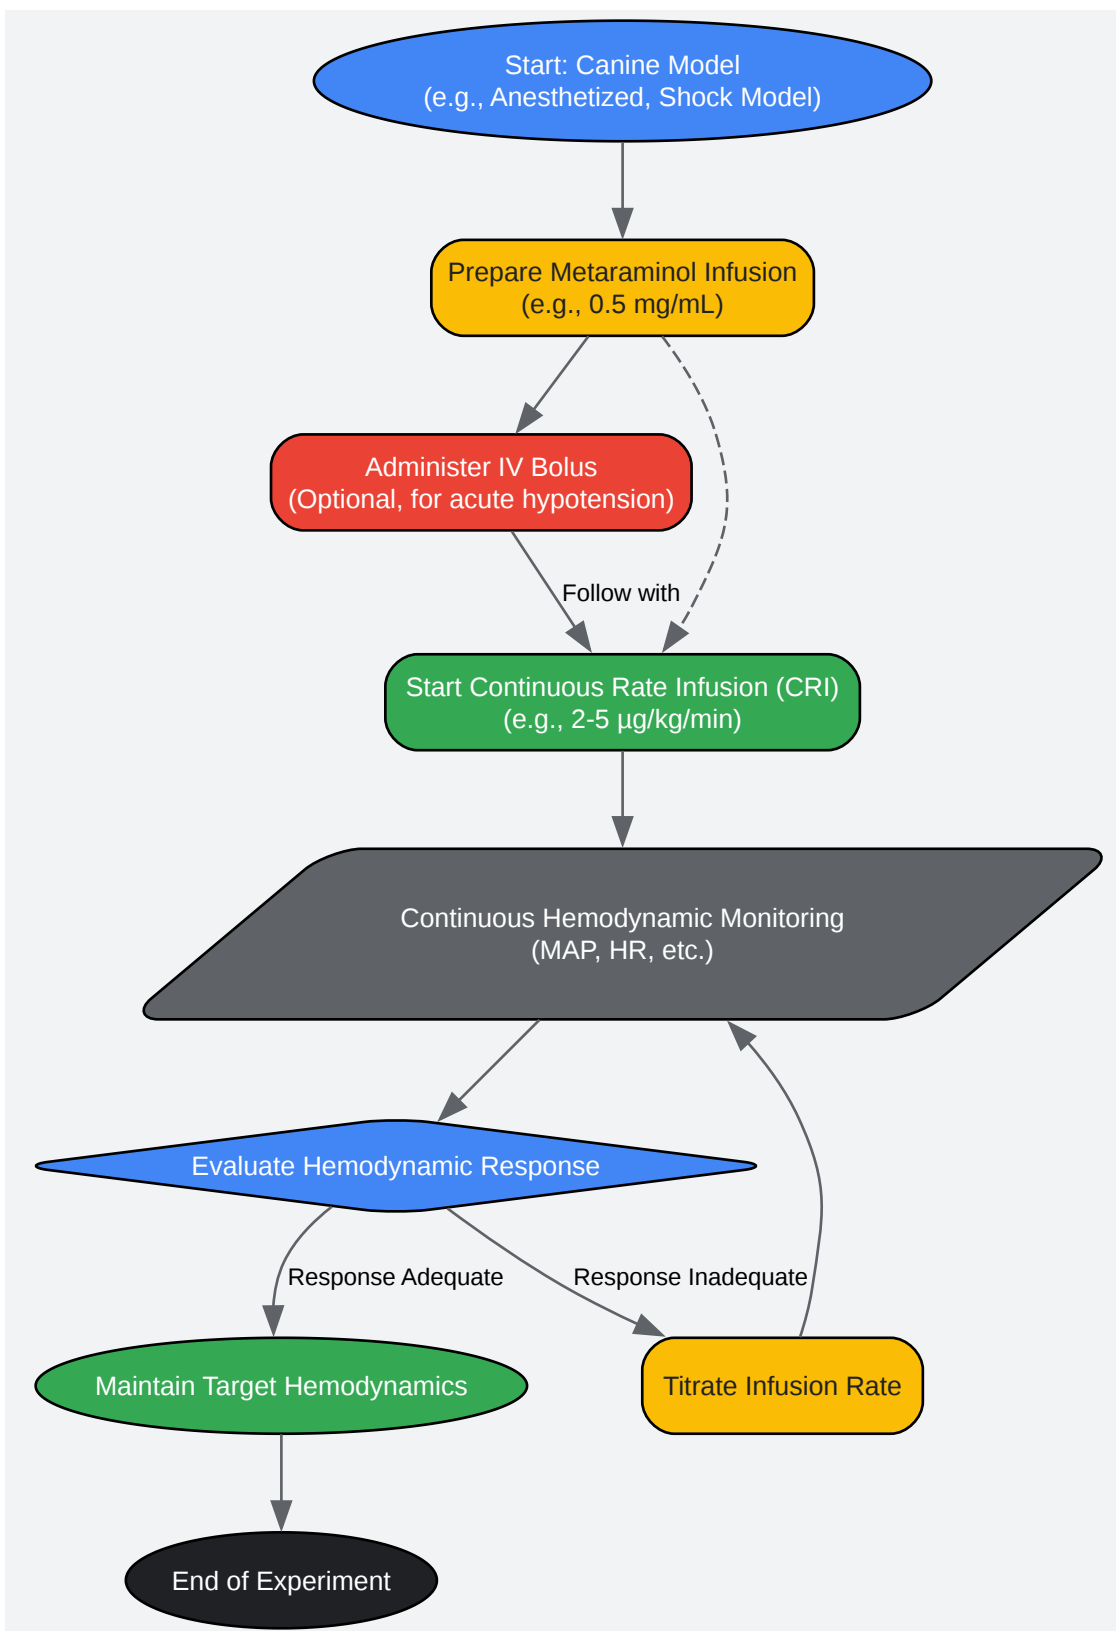 Start: Canine Model
(e.g., Anesthetized, Shock Model)
Prepare Metaraminol Infusion
(e.g., 0.5 mg/mL)
Administer IV Bolus
(Optional, for acute hypotension)
Follow with
Start Continuous Rate Infusion (CRI)
(e.g., 2-5 µg/kg/min)
Continuous Hemodynamic Monitoring
(MAP, HR, etc.)
Evaluate Hemodynamic Response
Response Adequate
Response Inadequate
Maintain Target Hemodynamics
Titrate Infusion Rate
End of Experiment